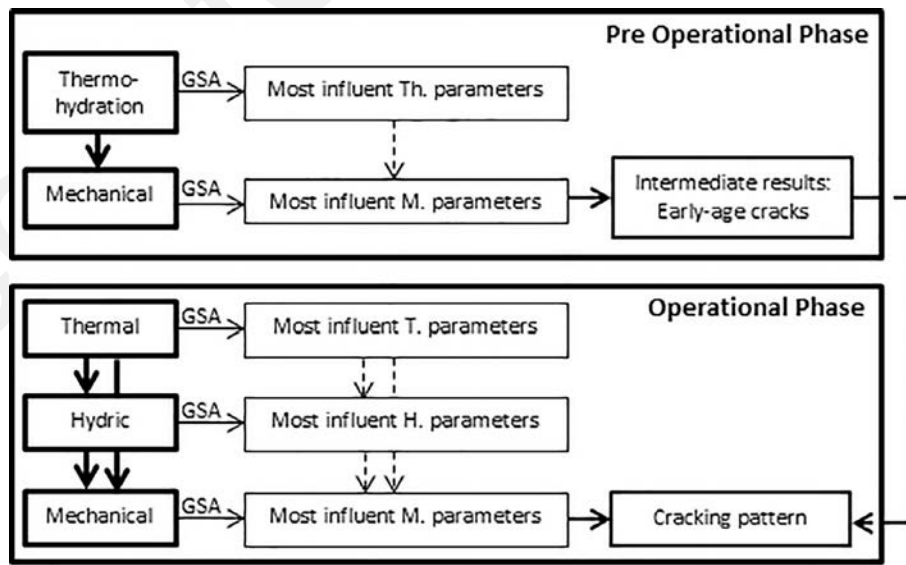 Pre Operational Phase
Thermo-
hydration
GSA
Most influent Th. parameters
Mechanical
GSA
Most influent M. parameters
Intermediate results:
Early-age cracks
Operational Phase
Thermal
GSA
Most influent T. parameters
Hydric
GSA
Most influent H. parameters
Mechanical
GSA
Most influent M. parameters
Cracking pattern